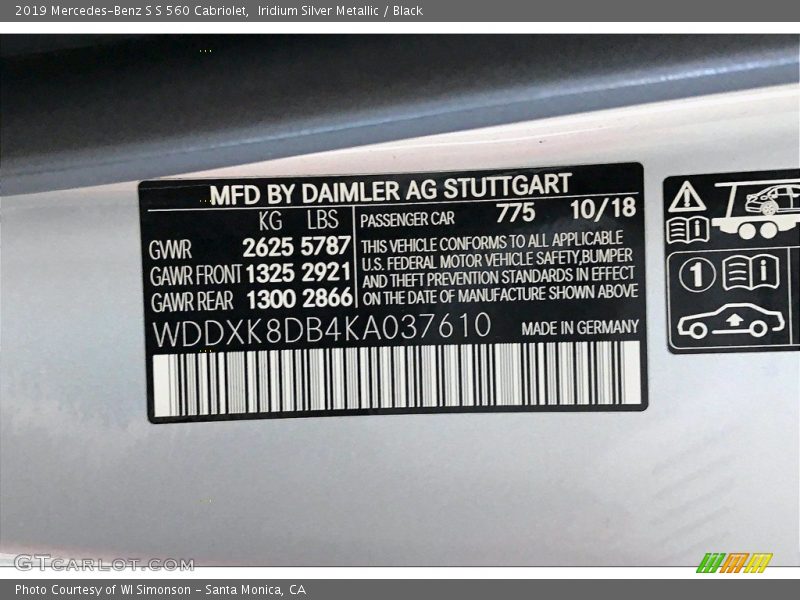 2019 Mercedes-Benz S S 560 Cabriolet, Iridium Silver Metallic / Black
MFD BY DAIMLER AG STUTTGART
KG LBS
GVWR 2625 5787
GAWR FRONT 1325 2921
GAWR REAR 1300 2866
PASSENGER CAR 775 10/18
THIS VEHICLE CONFORMS TO ALL APPLICABLE
U.S. FEDERAL MOTOR VEHICLE SAFETY,BUMPER
AND THEFT PREVENTION STANDARDS IN EFFECT
ON THE DATE OF MANUFACTURE SHOWN ABOVE
WDDXK8DB4KA037610 MADE IN GERMANY
i
1 i
GTCARLOT.COM
Photo Courtesy of WI Simonson - Santa Monica, CA